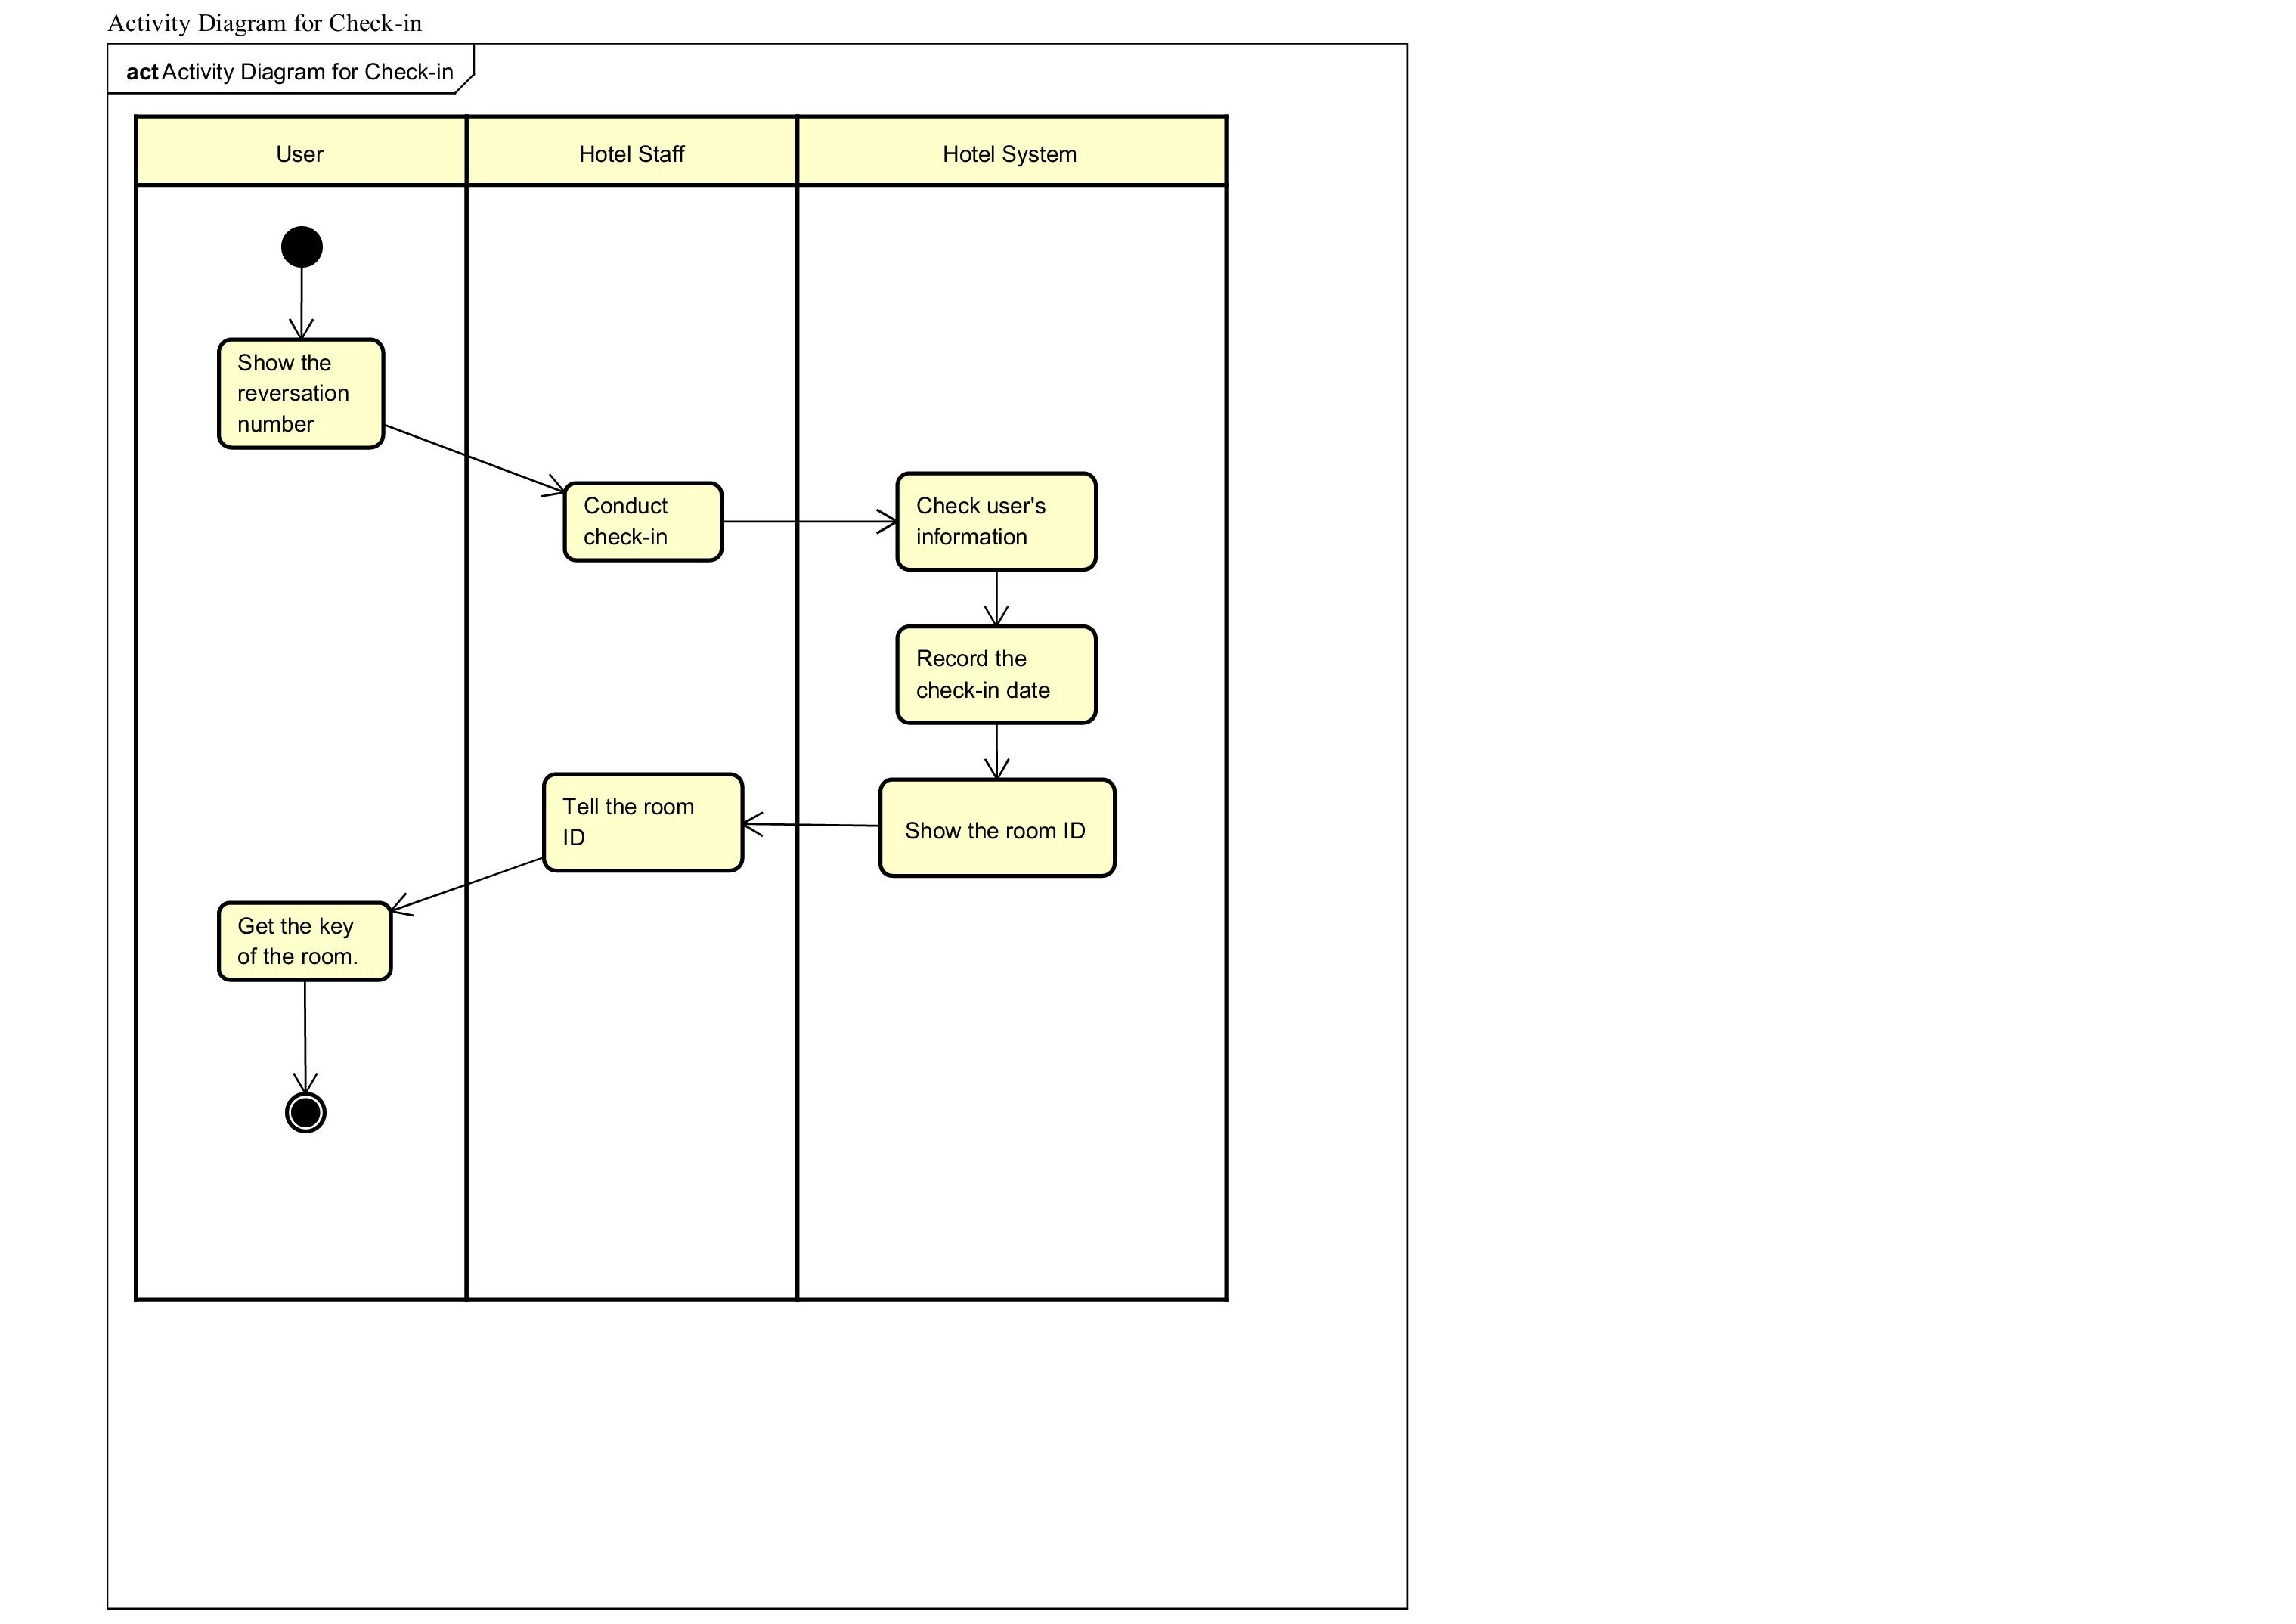 Activity Diagram for Check-in
act Activity Diagram for Check-in
User
Hotel Staff
Hotel System
Show the
reversation
number
Conduct
check-in
Check user's
information
Record the
check-in date
Tell the room
ID
Show the room ID
Get the key
of the room.